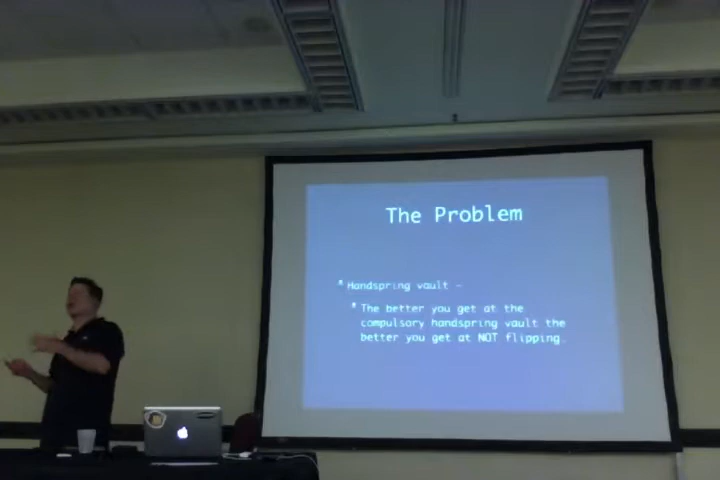 The Problem
Handspring vault -
The better you get at the
compulsory handspring vault the
better you get at NOT flipping.